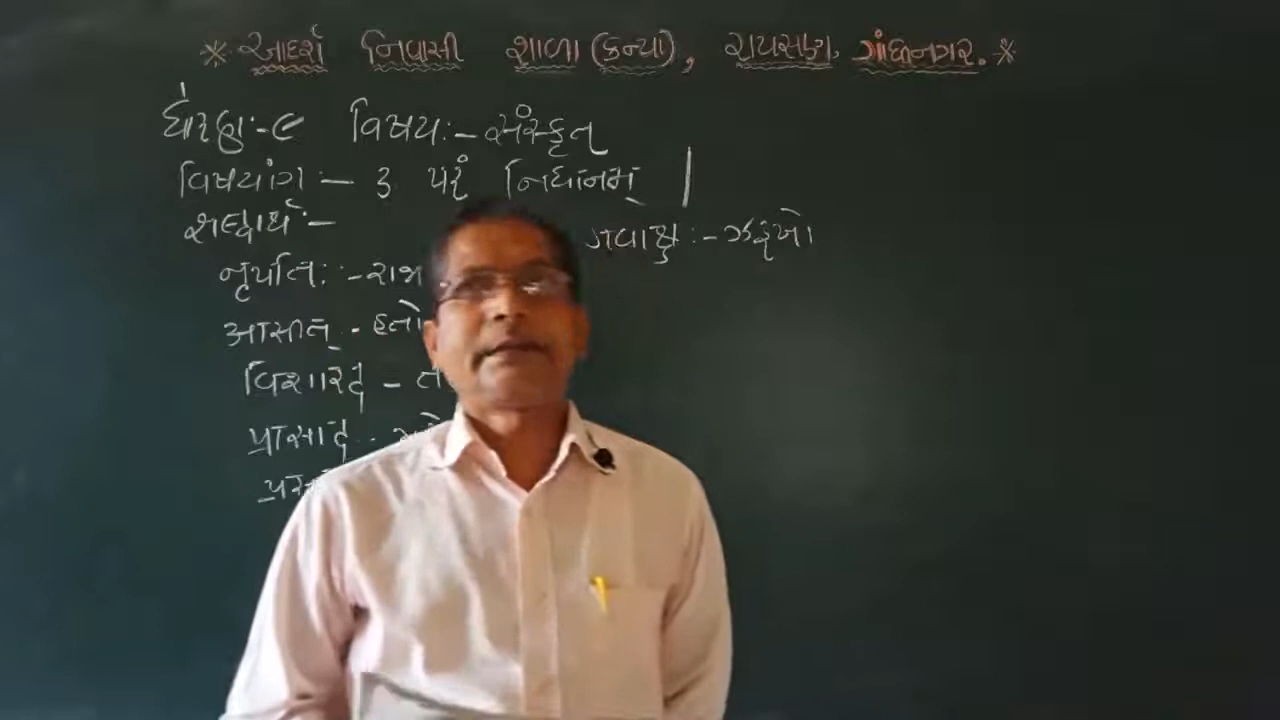 * આદર્શ નિવાસી શાળા (કન્યા), રાયસણ, ગાંધીનગર. *
ધોરણ:- ૯ વિષય:- સંસ્કૃત
વિષયાંગ:- ૩ પરં નિધાનમ્ |
શબ્દાર્થ:-
નૃપતિ: - રાજા
આસીત્ - હતો
વિશારદ -
પ્રાસાદ -
ગવાક્ષ:- ઝરૂખો